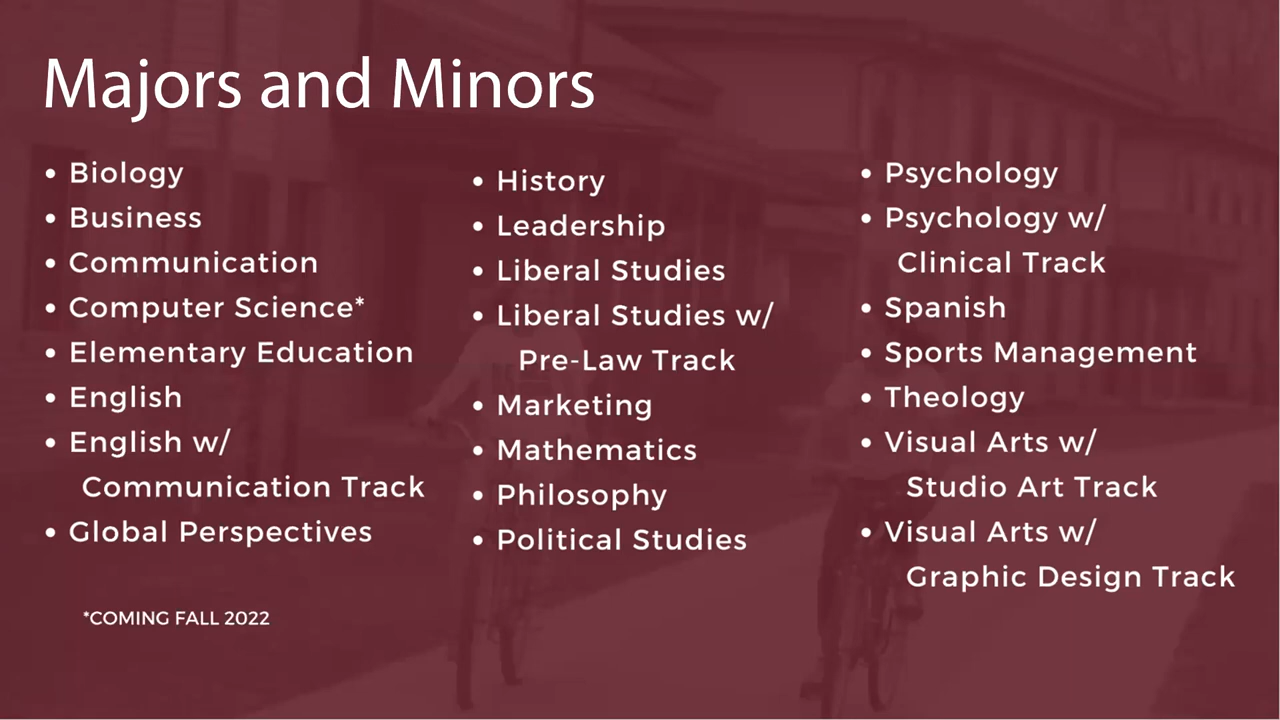 Majors and Minors
• Biology
• Business
• Communication
• Computer Science*
• Elementary Education
• English
• English w/
Communication Track
• Global Perspectives
*COMING FALL 2022
• History
• Leadership
• Liberal Studies
• Liberal Studies w/
Pre-Law Track
• Marketing
• Mathematics
• Philosophy
• Political Studies
• Psychology
• Psychology w/
Clinical Track
• Spanish
• Sports Management
• Theology
• Visual Arts w/
Studio Art Track
• Visual Arts w/
Graphic Design Track